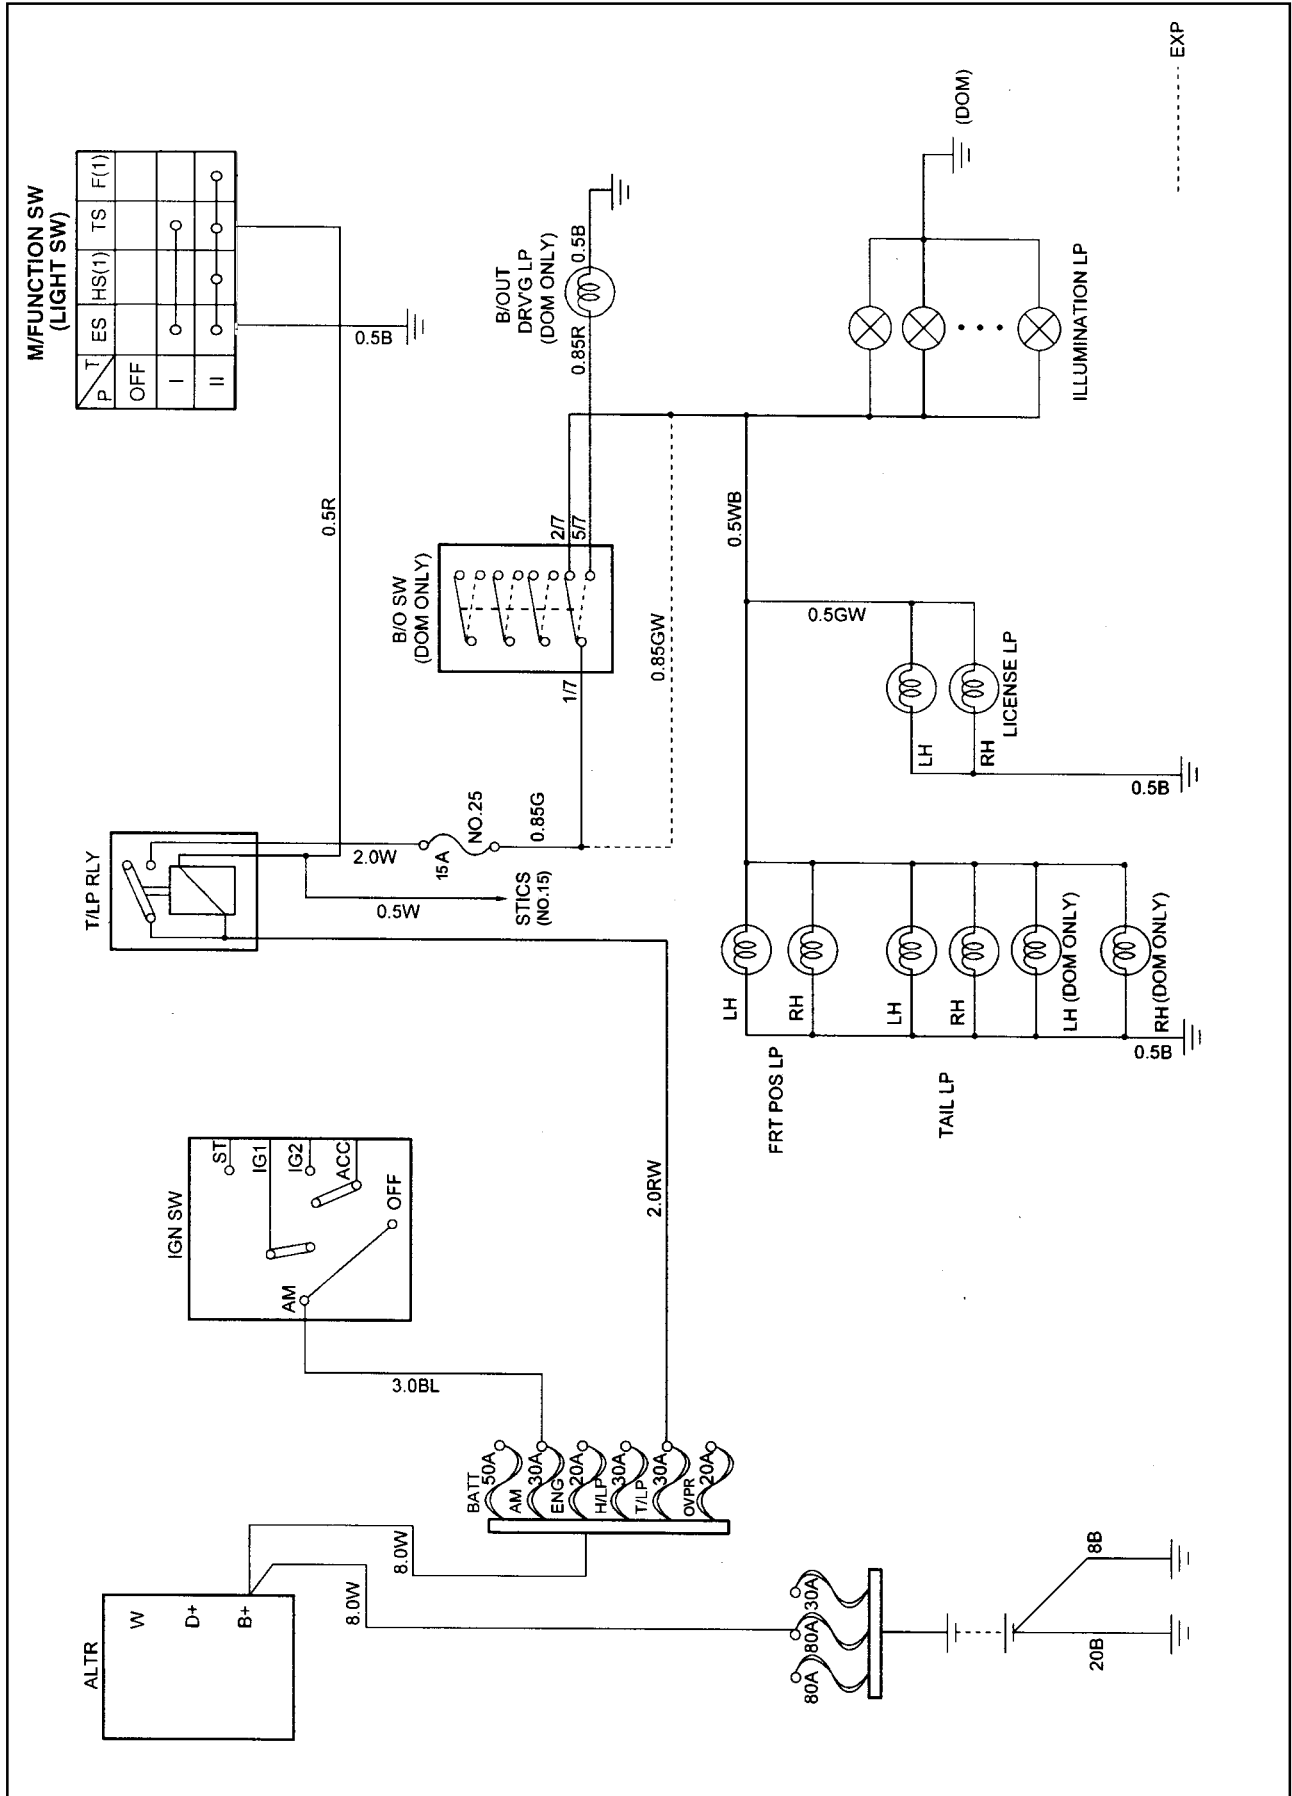 M/FUNCTION SW
(LIGHT SW)
P T ES HS(1) TS F(1)
OFF
I
II
0.5B
0.5R
T/LP RLY
2.0W
15A
NO.25
0.85G
0.5W
STICS
(NO.15)
B/O SW
(DOM ONLY)
1/7
2/7
5/7
B/OUT
DRV'G LP
(DOM ONLY)
0.85R
0.5B
0.85GW
(DOM)
EXP
ILLUMINATION LP
0.5WB
0.5GW
LH
RH
LICENSE LP
0.5B
LH
RH
FRT POS LP
LH
RH
LH (DOM ONLY)
RH (DOM ONLY)
TAIL LP
0.5B
IGN SW
ST
IG1
IG2
ACC
OFF
AM
3.0BL
2.0RW
BATT
50A
AM
30A
ENG
20A
H/LP
30A
T/LP
30A
OVPR
20A
ALTR
W
D+
B+
8.0W
8.0W
80A
80A
30A
20B
8B